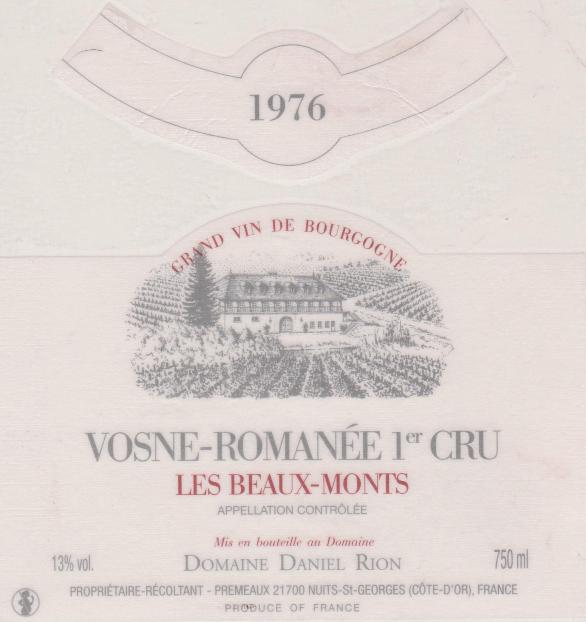 1976
GRAND VIN DE BOURGOGNE
VOSNE-ROMANÉE 1er CRU
LES BEAUX-MONTS
APPELLATION CONTRÔLÉE
Mis en bouteille au Domaine
13% vol. DOMAINE DANIEL RION 750 ml
PROPRIÉTAIRE-RÉCOLTANT - PREMEAUX 21700 NUITS-St-GEORGES (CÔTE-D'OR), FRANCE
PRODUCE OF FRANCE